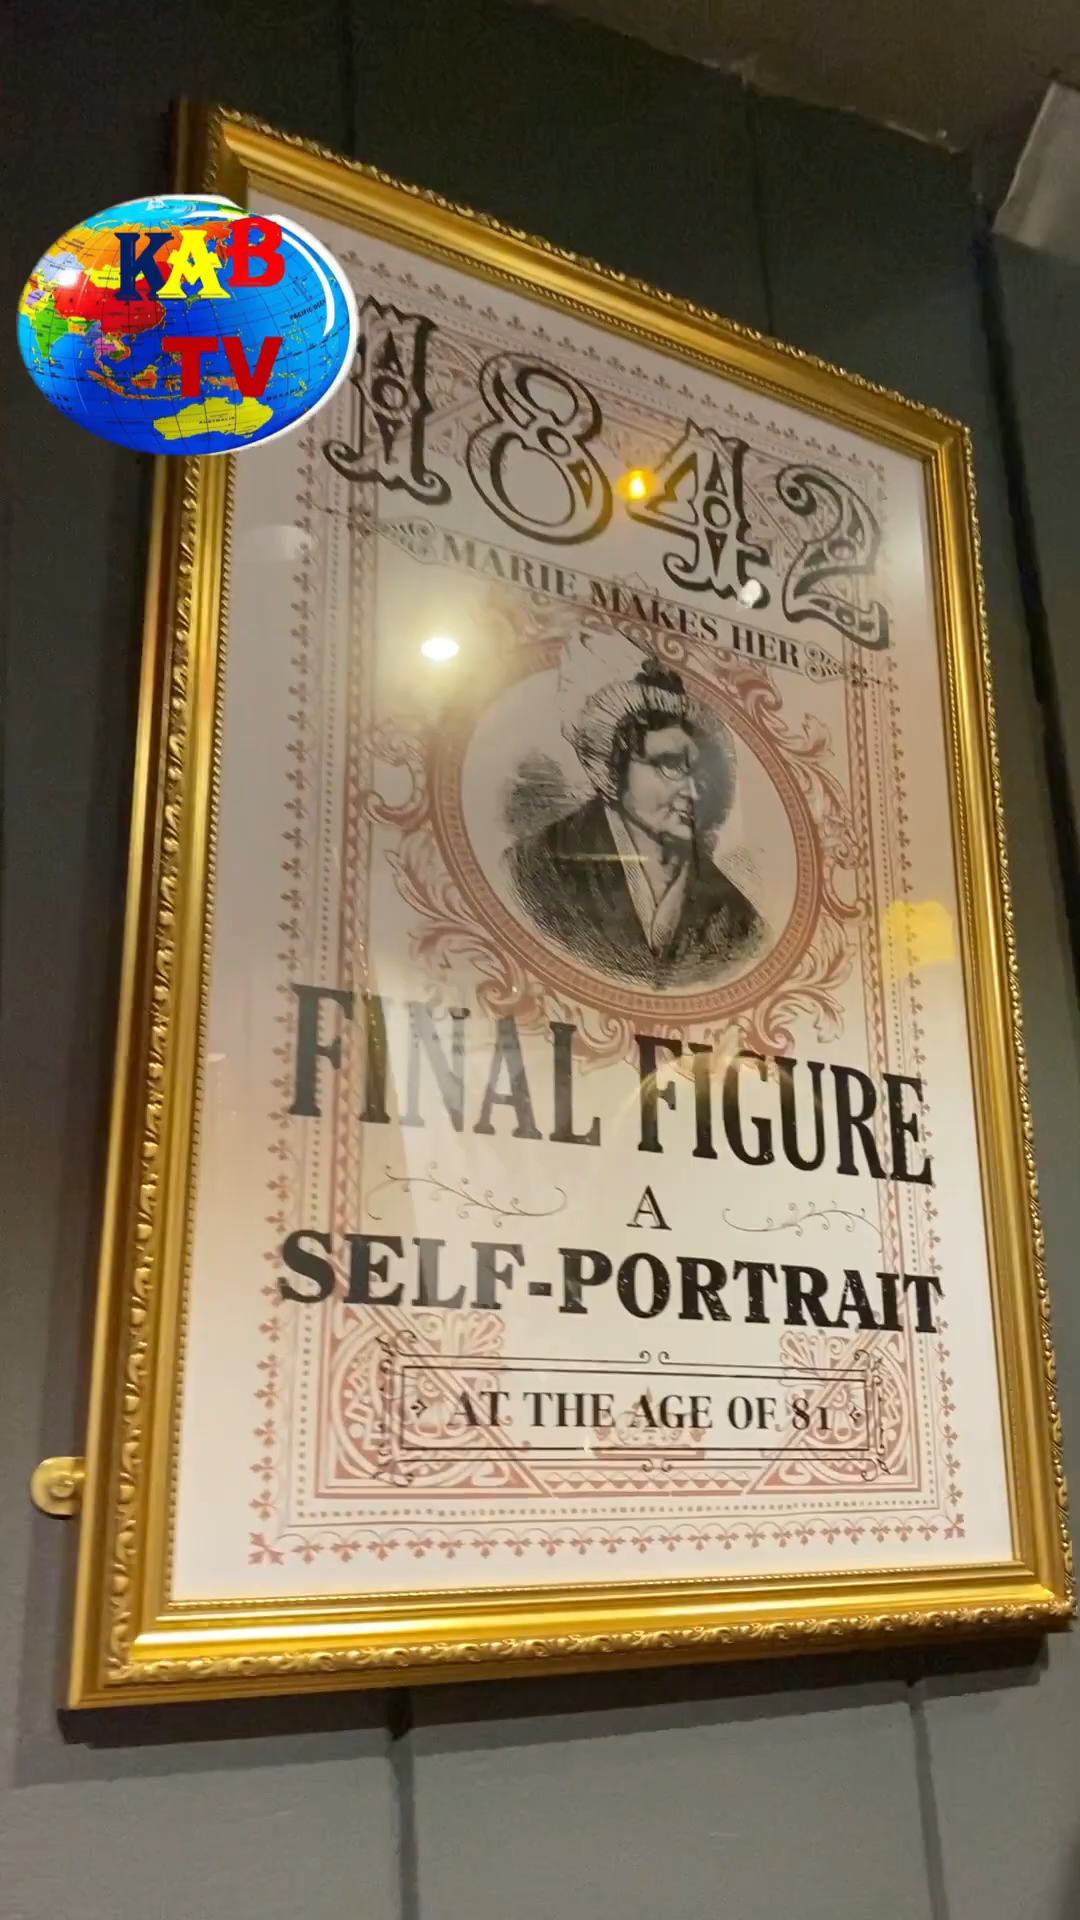 KAB
TV
1842
MARIE MAKES HER
FINAL FIGURE
A
SELF-PORTRAIT
AT THE AGE OF 81